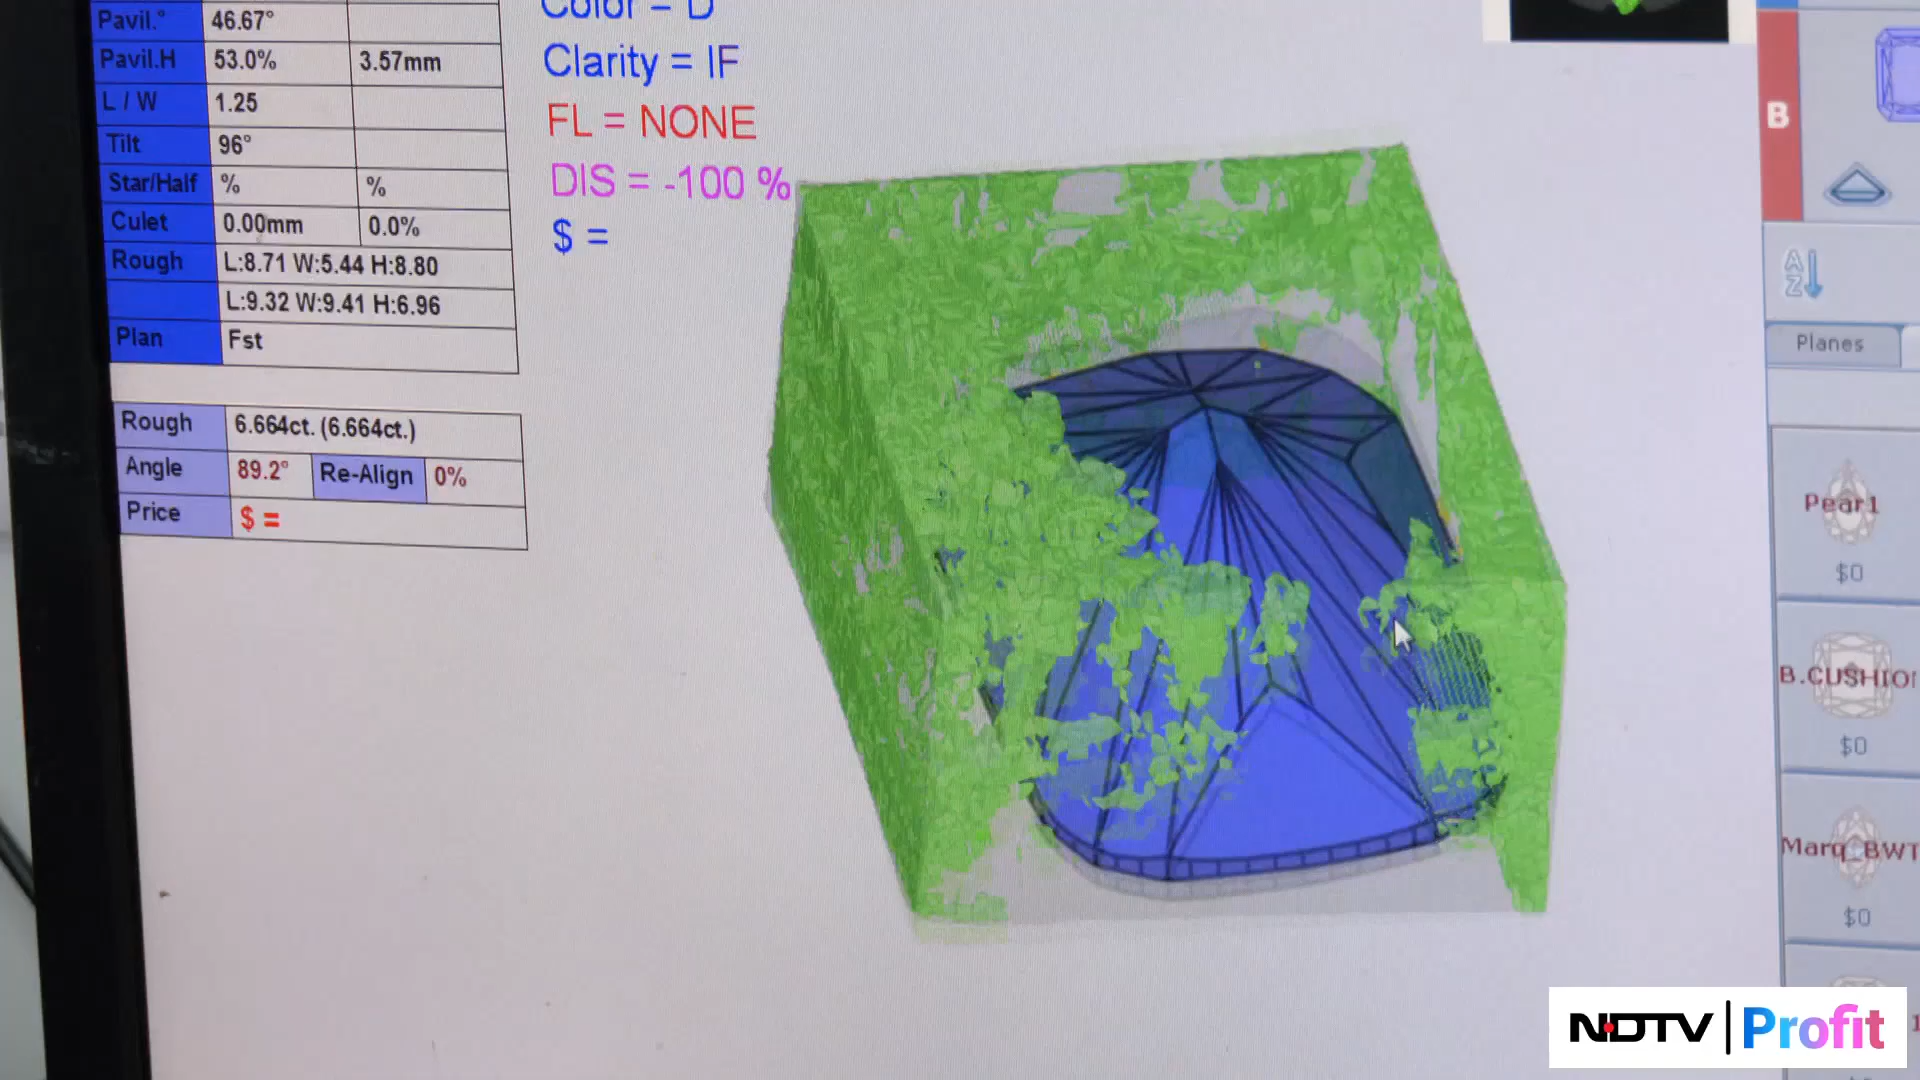 Pavil.° 46.67°
Pavil.H 53.0% 3.57mm
L / W 1.25
Tilt 96°
Star/Half % %
Culet 0.00mm 0.0%
Rough L:8.71 W:5.44 H:8.80
L:9.32 W:9.41 H:6.96
Plan Fst
Rough 6.664ct. (6.664ct.)
Angle 89.2° Re-Align 0%
Price $ =
Color = D
Clarity = IF
FL = NONE
DIS = -100 %
$ =
B
A
Z
Planes
Pear1
$0
B.CUSHIO
$0
Marq_BWT
$0
NDTV | Profit